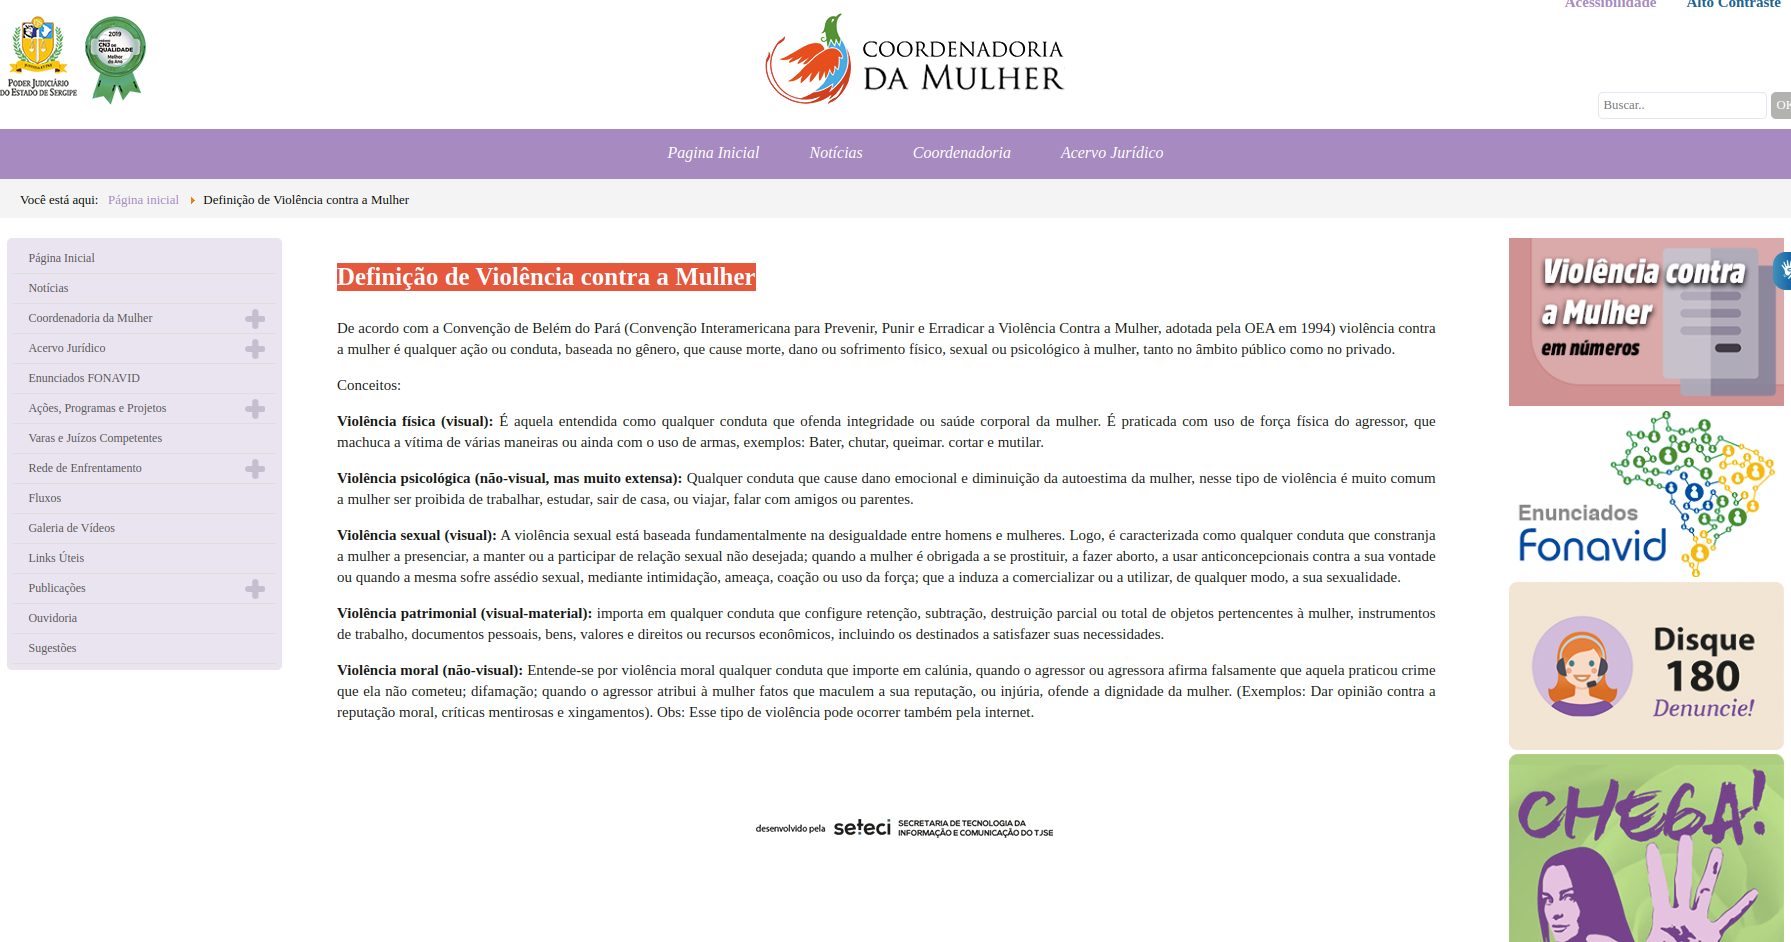 Acessibilidade Alto Contraste
2019
PRÊMIO
CNJ DE
QUALIDADE
Melhor
do Ano
PODER JUDICIÁRIO
DO ESTADO DE SERGIPE
COORDENADORIA
DA MULHER
Buscar..
OK
Pagina Inicial Notícias Coordenadoria Acervo Jurídico
Você está aqui: Página inicial Definição de Violência contra a Mulher
Página Inicial
Notícias
Coordenadoria da Mulher
Acervo Jurídico
Enunciados FONAVID
Ações, Programas e Projetos
Varas e Juízos Competentes
Rede de Enfrentamento
Fluxos
Galeria de Vídeos
Links Úteis
Publicações
Ouvidoria
Sugestões
Definição de Violência contra a Mulher
De acordo com a Convenção de Belém do Pará (Convenção Interamericana para Prevenir, Punir e Erradicar a Violência Contra a Mulher, adotada pela OEA em 1994) violência contra
a mulher é qualquer ação ou conduta, baseada no gênero, que cause morte, dano ou sofrimento físico, sexual ou psicológico à mulher, tanto no âmbito público como no privado.
Conceitos:
Violência física (visual): É aquela entendida como qualquer conduta que ofenda integridade ou saúde corporal da mulher. É praticada com uso de força física do agressor, que
machuca a vítima de várias maneiras ou ainda com o uso de armas, exemplos: Bater, chutar, queimar. cortar e mutilar.
Violência psicológica (não-visual, mas muito extensa): Qualquer conduta que cause dano emocional e diminuição da autoestima da mulher, nesse tipo de violência é muito comum
a mulher ser proibida de trabalhar, estudar, sair de casa, ou viajar, falar com amigos ou parentes.
Violência sexual (visual): A violência sexual está baseada fundamentalmente na desigualdade entre homens e mulheres. Logo, é caracterizada como qualquer conduta que constranja
a mulher a presenciar, a manter ou a participar de relação sexual não desejada; quando a mulher é obrigada a se prostituir, a fazer aborto, a usar anticoncepcionais contra a sua vontade
ou quando a mesma sofre assédio sexual, mediante intimidação, ameaça, coação ou uso da força; que a induza a comercializar ou a utilizar, de qualquer modo, a sua sexualidade.
Violência patrimonial (visual-material): importa em qualquer conduta que configure retenção, subtração, destruição parcial ou total de objetos pertencentes à mulher, instrumentos
de trabalho, documentos pessoais, bens, valores e direitos ou recursos econômicos, incluindo os destinados a satisfazer suas necessidades.
Violência moral (não-visual): Entende-se por violência moral qualquer conduta que importe em calúnia, quando o agressor ou agressora afirma falsamente que aquela praticou crime
que ela não cometeu; difamação; quando o agressor atribui à mulher fatos que maculem a sua reputação, ou injúria, ofende a dignidade da mulher. (Exemplos: Dar opinião contra a
reputação moral, críticas mentirosas e xingamentos). Obs: Esse tipo de violência pode ocorrer também pela internet.
Violência contra
a Mulher
em números
Enunciados
Fonavid
Disque
180
Denuncie!
CHEGA!
desenvolvido pela seteci SECRETARIA DE TECNOLOGIA DA
INFORMAÇÃO E COMUNICAÇÃO DO TJSE